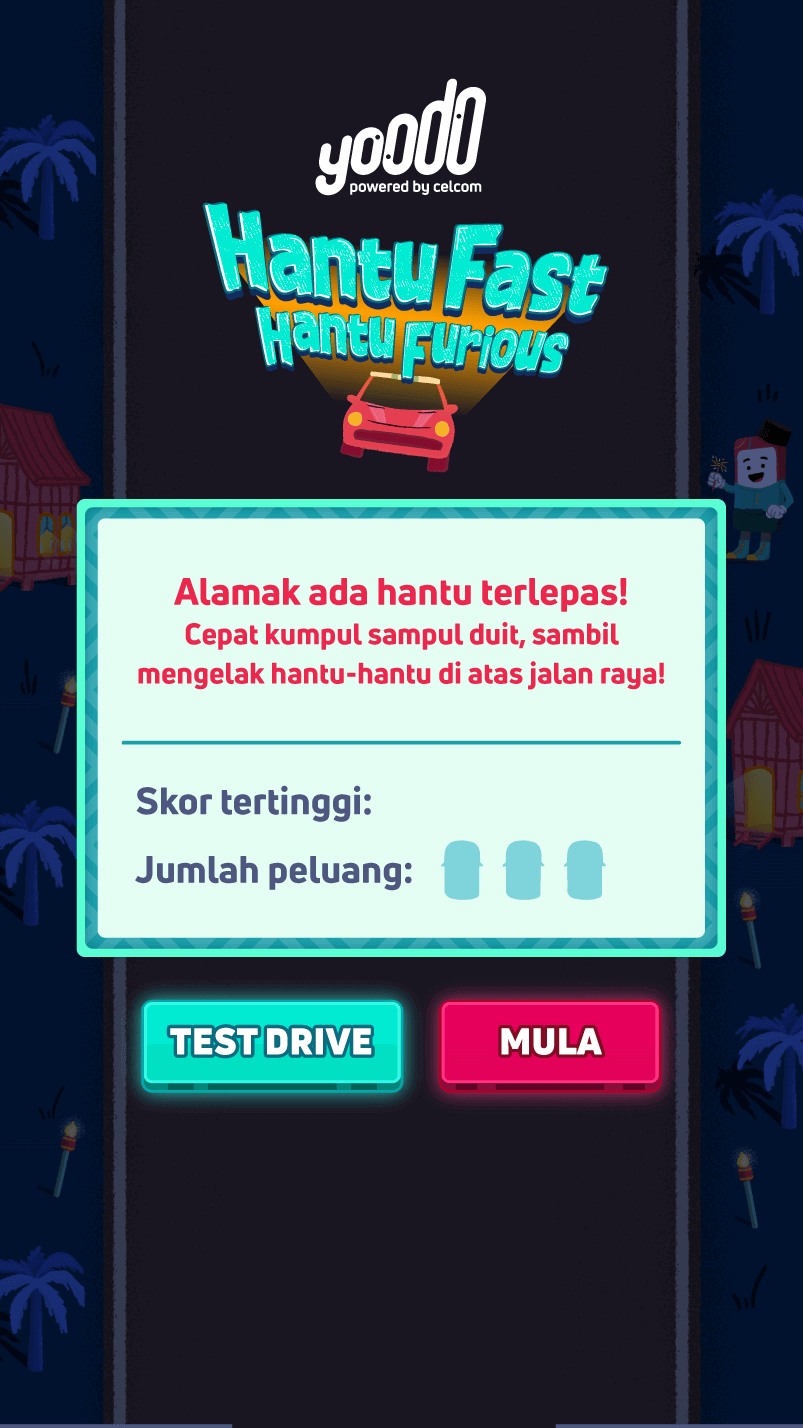 yoodo
powered by celcom
Hantu Fast
Hantu Furious
Alamak ada hantu terlepas!
Cepat kumpul sampul duit, sambil
mengelak hantu-hantu di atas jalan raya!
Skor tertinggi:
Jumlah peluang:
TEST DRIVE
MULA